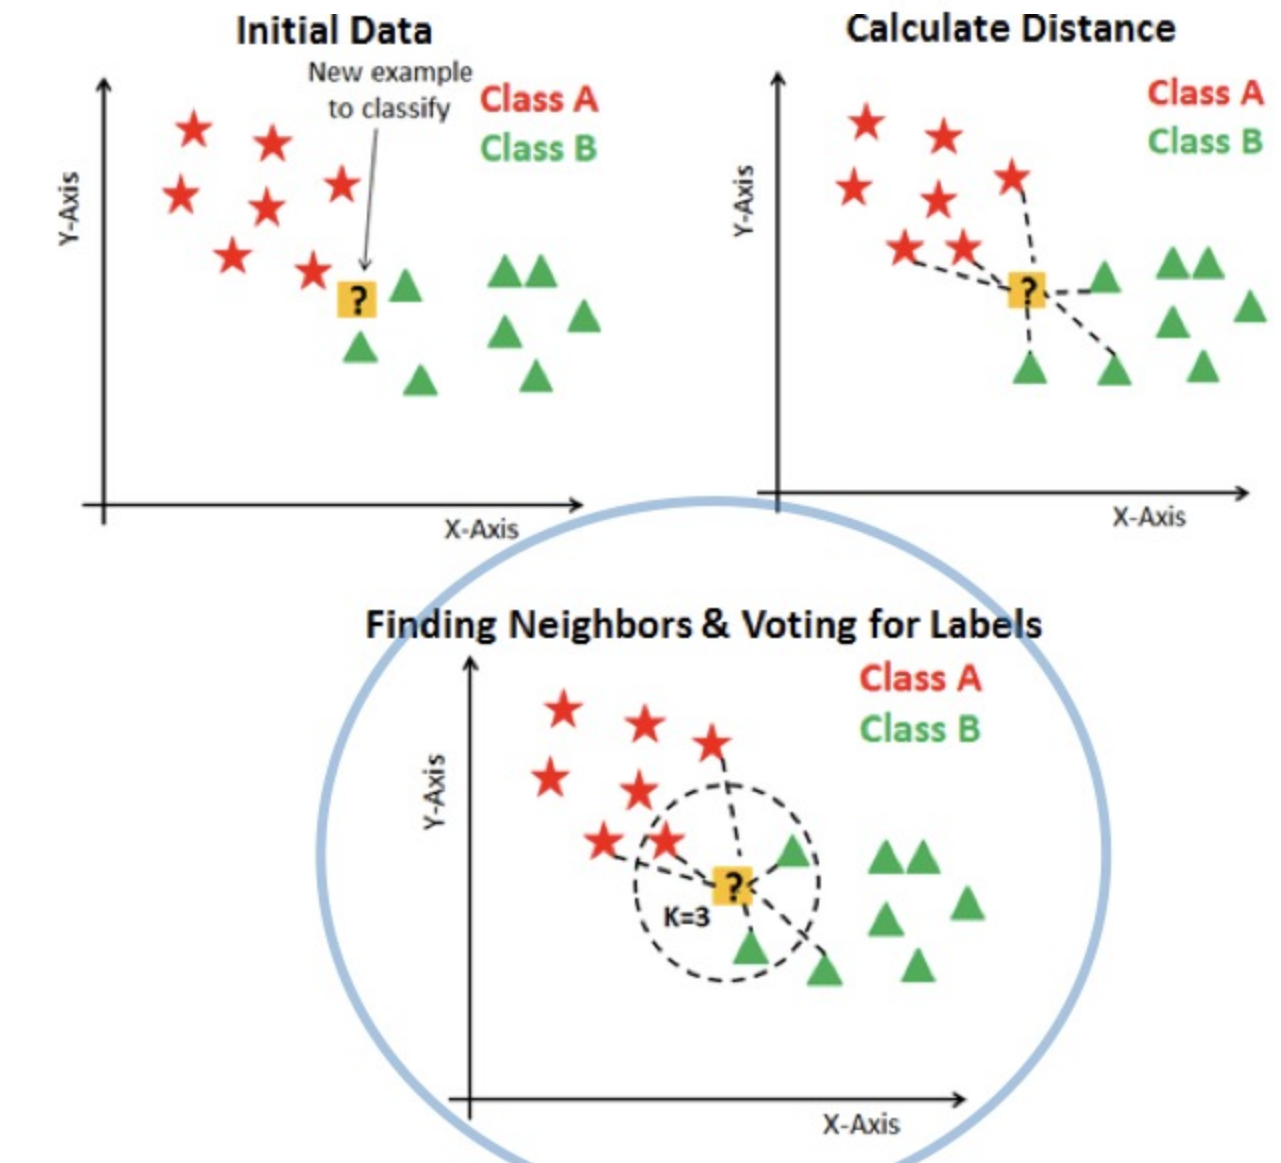 Initial Data
New example
to classify
Class A
Class B
Y-Axis
?
X-Axis
Calculate Distance
Class A
Class B
Y-Axis
?
X-Axis
Finding Neighbors & Voting for Labels
Class A
Class B
Y-Axis
?
K=3
X-Axis